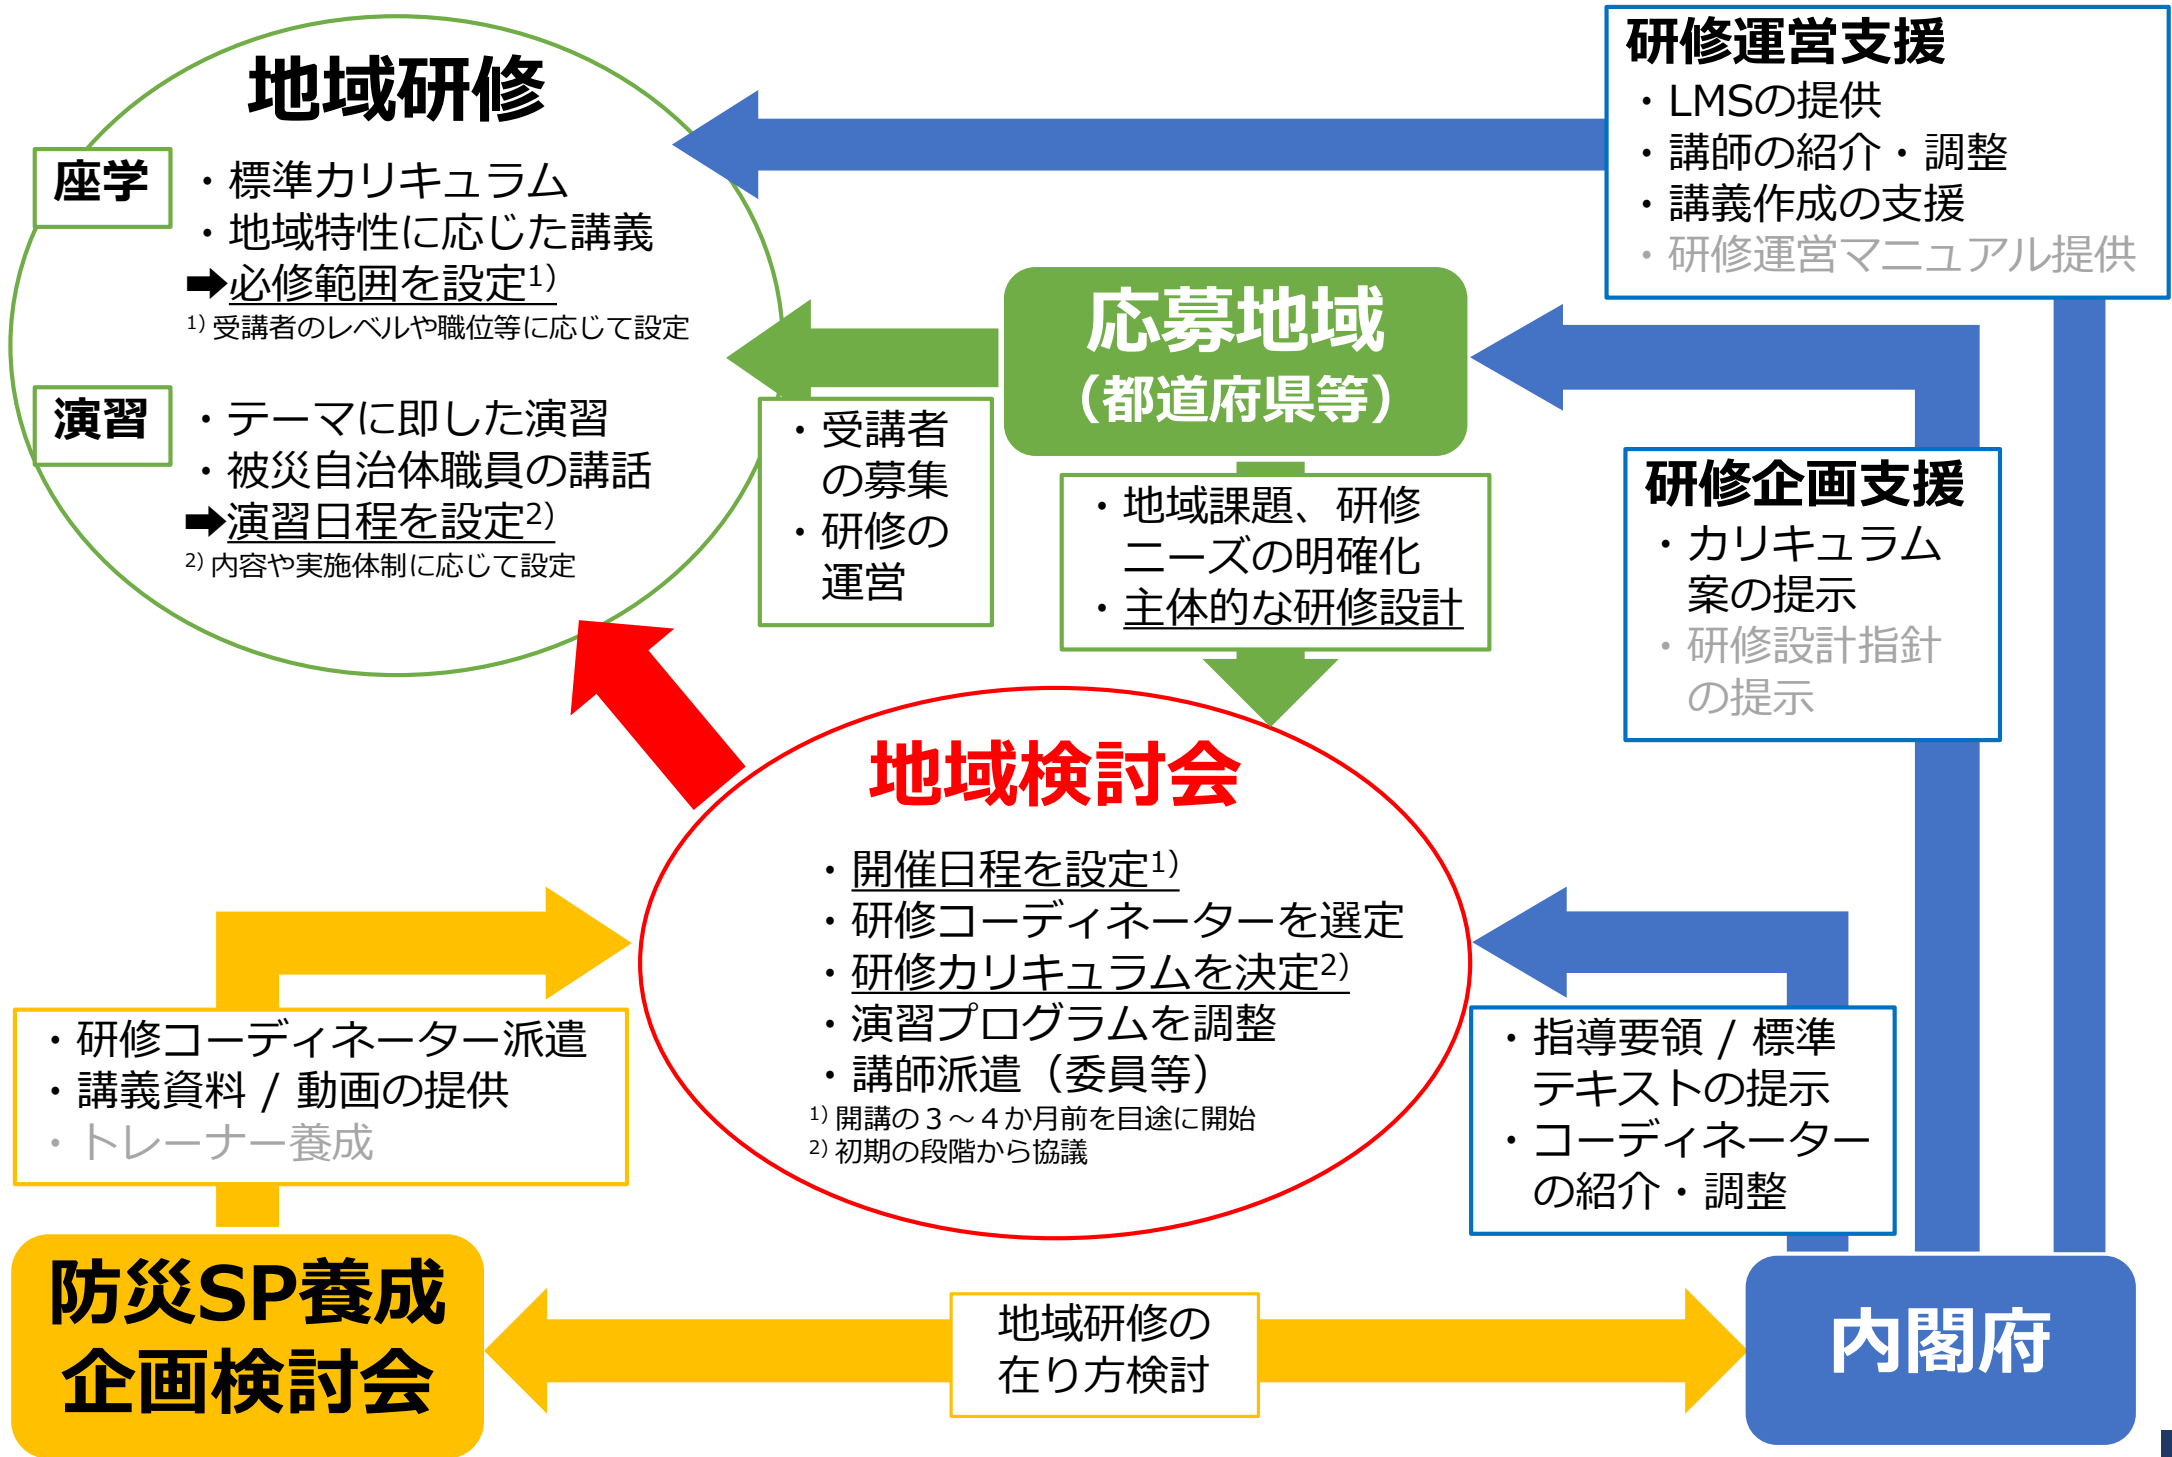 地域研修
座学
・標準カリキュラム
・地域特性に応じた講義
➡必修範囲を設定1)
1) 受講者のレベルや職位等に応じて設定
演習
・テーマに即した演習
・被災自治体職員の講話
➡演習日程を設定2)
2) 内容や実施体制に応じて設定
研修運営支援
・LMSの提供
・講師の紹介・調整
・講義作成の支援
・研修運営マニュアル提供
応募地域
（都道府県等）
・受講者
の募集
・研修の
運営
・地域課題、研修
ニーズの明確化
・主体的な研修設計
研修企画支援
・カリキュラム
案の提示
・研修設計指針
の提示
地域検討会
・開催日程を設定1)
・研修コーディネーターを選定
・研修カリキュラムを決定2)
・演習プログラムを調整
・講師派遣（委員等）
1) 開講の３～４か月前を目途に開始
2) 初期の段階から協議
・研修コーディネーター派遣
・講義資料 / 動画の提供
・トレーナー養成
・指導要領 / 標準
テキストの提示
・コーディネーター
の紹介・調整
防災SP養成
企画検討会
地域研修の
在り方検討
内閣府